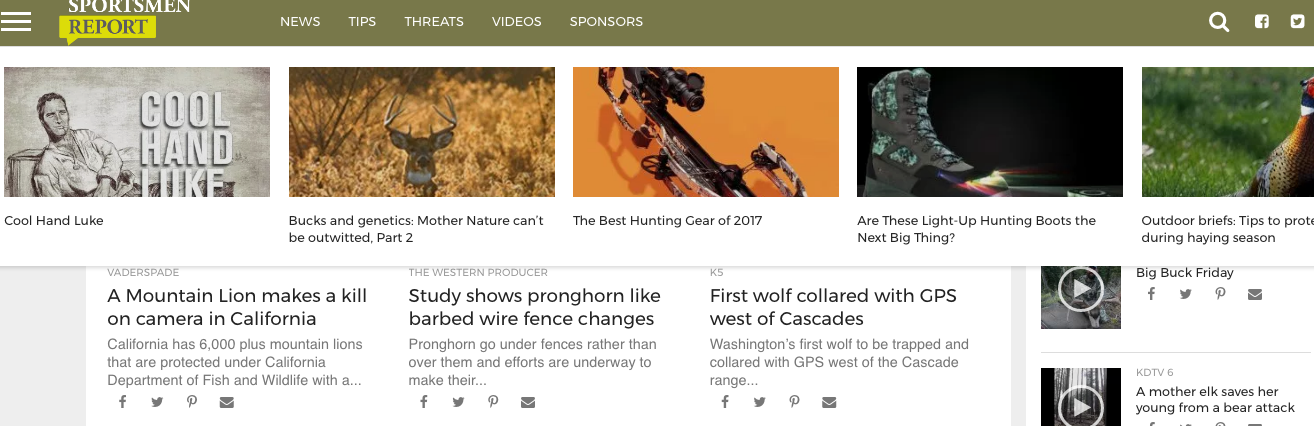 SPORTSMEN
REPORT
NEWS TIPS THREATS VIDEOS SPONSORS
COOL
HAND
LUKE
Cool Hand Luke
Bucks and genetics: Mother Nature can't
be outwitted, Part 2
The Best Hunting Gear of 2017
Are These Light-Up Hunting Boots the
Next Big Thing?
Outdoor briefs: Tips to
during haying season
VADERSPADE
A Mountain Lion makes a kill
on camera in California
California has 6,000 plus mountain lions
that are protected under California
Department of Fish and Wildlife with a...
THE WESTERN PRODUCER
Study shows pronghorn like
barbed wire fence changes
Pronghorn go under fences rather than
over them and efforts are underway to
make their...
K5
First wolf collared with GPS
west of Cascades
Washington's first wolf to be trapped and
collared with GPS west of the Cascade
range...
Big Buck Friday
KDTV 6
A mother elk saves her
young from a bear attack